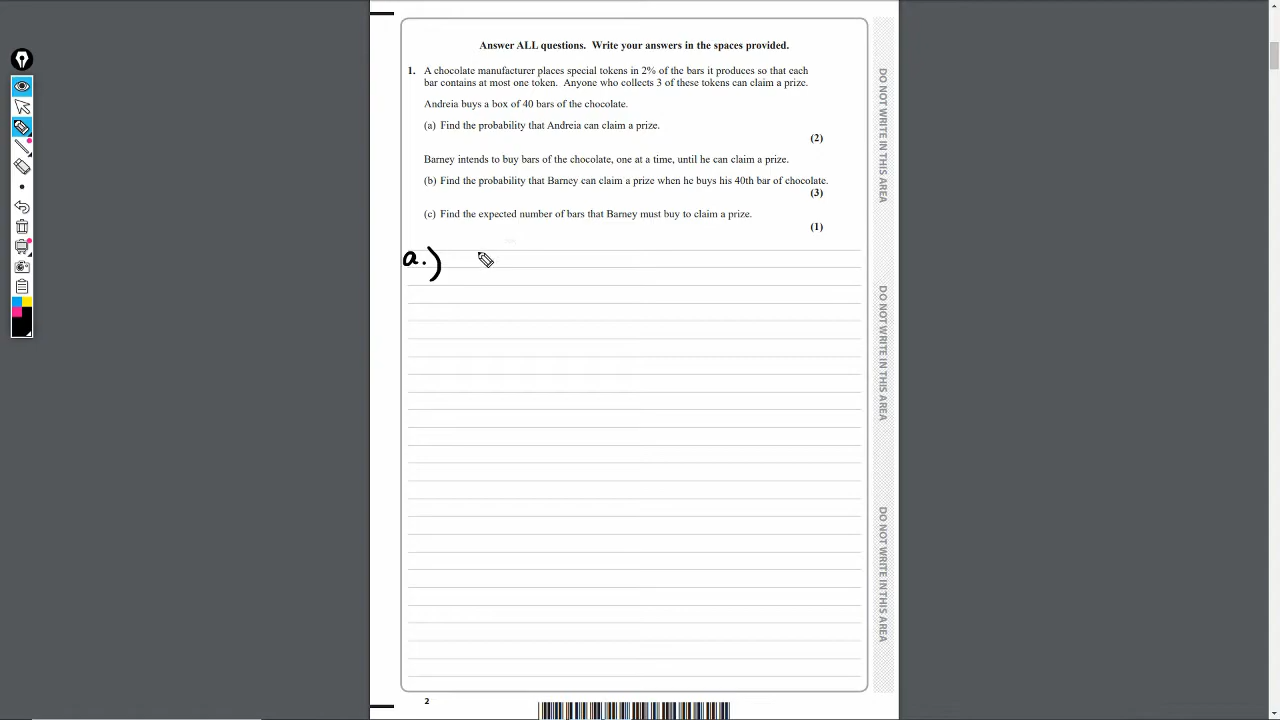 Answer ALL questions. Write your answers in the spaces provided.
1. A chocolate manufacturer places special tokens in 2% of the bars it produces so that each
bar contains at most one token. Anyone who collects 3 of these tokens can claim a prize.
Andreia buys a box of 40 bars of the chocolate.
(a) Find the probability that Andreia can claim a prize.
(2)
Barney intends to buy bars of the chocolate, one at a time, until he can claim a prize.
(b) Find the probability that Barney can claim a prize when he buys his 40th bar of chocolate.
(3)
(c) Find the expected number of bars that Barney must buy to claim a prize.
(1)
a.)
2
DO NOT WRITE IN THIS AREA
DO NOT WRITE IN THIS AREA
DO NOT WRITE IN THIS AREA